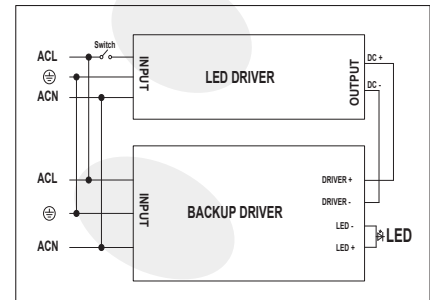 Switch
ACL
ACN
INPUT
LED DRIVER
OUTPUT
DC +
DC -
ACL
ACN
INPUT
BACKUP DRIVER
DRIVER +
DRIVER -
LED -
LED +
LED